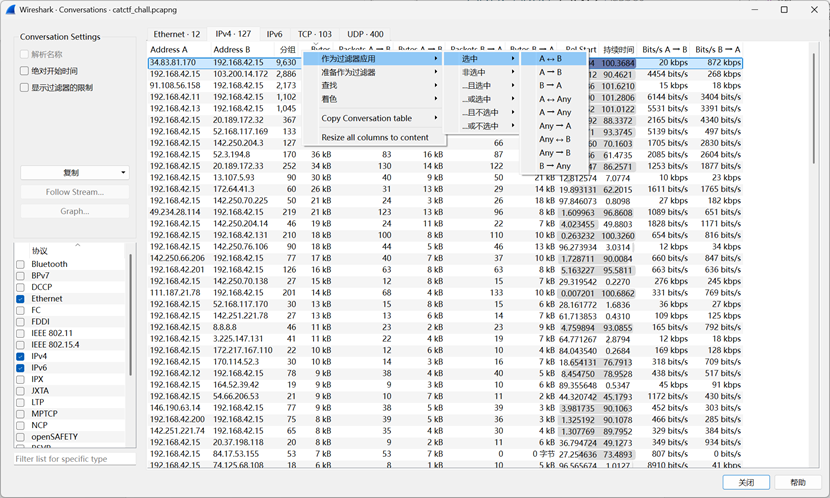 Wireshark · Conversations · catctf_chall.pcapng
Conversation Settings
解析名称
绝对开始时间
显示过滤器的限制
复制
Follow Stream...
Graph...
协议
Bluetooth
BPv7
DCCP
Ethernet
FC
FDDI
IEEE 802.11
IEEE 802.15.4
IPv4
IPv6
IPX
JXTA
LTP
MPTCP
NCP
openSAFETY
Filter list for specific type
Ethernet · 12 IPv4 · 127 IPv6 TCP · 103 UDP · 400
Address A Address B 分组 Bytes Packets A → B Bytes A → B Packets B → A Bytes B → A Rel Start 持续时间 Bits/s A → B Bits/s B → A
34.83.81.170 192.168.42.15 9,630 100.3684 20 kbps 872 kbps
192.168.42.15 103.200.14.172 2,886 90.4621 4454 bits/s 268 kbps
91.108.56.158 192.168.42.15 2,173 101.6210 15 kbps 18 kbps
192.168.42.15 1,102 101.2806 6144 bits/s 3404 bits/s
192.168.42.13 192.168.42.15 1,045 101.0122 5531 bits/s 3391 bits/s
192.168.42.15 20.189.172.32 367 88.3372 2165 bits/s 4340 bits/s
192.168.42.15 52.168.117.169 133 93.3745 5139 bits/s 497 bits/s
192.168.42.15 142.250.204.3 127 66 70.1603 1705 bits/s 2830 bits/s
192.168.42.15 52.3.194.8 170 36 kB 83 16 kB 87 61.4735 2085 bits/s 2604 bits/s
192.168.42.15 20.189.172.33 252 34 kB 130 14 kB 122 86.2571 1253 bits/s 1877 bits/s
192.168.42.15 13.107.5.93 90 30 kB 40 9 kB 50 21 kB 12.812574 7.0774 10 kbps 23 kbps
192.168.42.15 172.64.41.3 60 26 kB 31 13 kB 29 14 kB 19.893131 62.2015 1611 bits/s 1765 bits/s
192.168.42.15 142.250.70.225 50 21 kB 24 3 kB 26 18 kB 97.846073 0.8098 27 kbps 182 kbps
49.234.28.114 192.168.42.15 219 21 kB 123 13 kB 96 8 kB 1.609963 96.8608 1089 bits/s 651 bits/s
192.168.42.15 142.250.204.14 46 19 kB 24 11 kB 22 7 kB 4.023455 49.8803 1828 bits/s 1171 bits/s
192.168.42.12 192.168.42.15 210 18 kB 100 8 kB 110 10 kB 0.263232 100.3260 654 bits/s 816 bits/s
192.168.42.15 142.250.76.106 90 18 kB 44 5 kB 46 13 kB 96.273934 3.0314 12 kbps 34 kbps
142.250.66.206 192.168.42.15 77 17 kB 40 7 kB 37 10 kB 1.728711 90.0084 660 bits/s 847 bits/s
192.168.42.201 192.168.42.15 126 16 kB 63 8 kB 63 8 kB 5.163227 95.5811 663 bits/s 636 bits/s
192.168.42.15 142.250.70.138 27 15 kB 12 8 kB 15 7 kB 29.319542 0.2270 276 kbps 245 kbps
111.187.21.78 192.168.42.15 201 14 kB 68 4 kB 133 10 kB 0.007201 100.6862 331 bits/s 769 bits/s
192.168.42.15 52.168.117.170 30 13 kB 15 8 kB 15 6 kB 28.161772 1.6836 36 kbps 27 kbps
192.168.42.15 142.251.221.78 27 13 kB 13 6 kB 14 7 kB 61.713853 0.4310 109 kbps 125 kbps
192.168.42.15 8.8.8.8 46 11 kB 23 2 kB 23 9 kB 4.759894 93.0855 165 bits/s 792 bits/s
192.168.42.15 3.225.147.131 41 11 kB 22 4 kB 19 7 kB 64.771267 2.8794 12 kbps 18 kbps
192.168.42.15 172.217.167.110 22 10 kB 12 6 kB 10 4 kB 84.043540 0.2684 169 kbps 128 kbps
192.168.42.15 170.114.52.3 30 10 kB 14 3 kB 16 7 kB 18.654131 76.7913 318 bits/s 709 bits/s
192.168.42.12 192.168.42.15 78 9 kB 38 4 kB 40 5 kB 8.454750 78.9528 438 bits/s 517 bits/s
192.168.42.15 164.52.39.42 19 9 kB 9 3 kB 10 6 kB 89.355648 0.5347 45 kbps 91 kbps
192.168.42.15 54.66.206.53 21 9 kB 10 7 kB 11 2 kB 44.320742 45.1793 1172 bits/s 430 bits/s
146.190.63.14 192.168.42.15 77 9 kB 38 5 kB 39 3 kB 3.981735 90.1063 452 bits/s 303 bits/s
192.168.42.200 192.168.42.15 75 8 kB 39 5 kB 36 3 kB 1.325192 90.1078 466 bits/s 285 bits/s
142.251.221.74 192.168.42.15 65 8 kB 35 4 kB 30 4 kB 1.307769 89.7952 329 bits/s 384 bits/s
192.168.42.15 20.37.198.118 20 8 kB 9 2 kB 11 6 kB 36.794724 49.1273 349 bits/s 934 bits/s
192.168.42.15 84.17.53.155 53 7 kB 53 7 kB 0 0 字节 27.254636 73.4893 807 bits/s 0 bits/s
192.168.42.15 74.125.68.108 18 6 kB 8 1 kB 10 5 kB 96.565674 1.0127 8910 bits/s 41 kbps
作为过滤器应用
准备作为过滤器
查找
着色
Copy Conversation table
Resize all columns to content
选中
非选中
...且选中
...或选中
...且不选中
...或不选中
A ↔ B
A → B
B → A
A ↔ Any
A → Any
Any → A
Any ↔ B
Any → B
B → Any
关闭
帮助